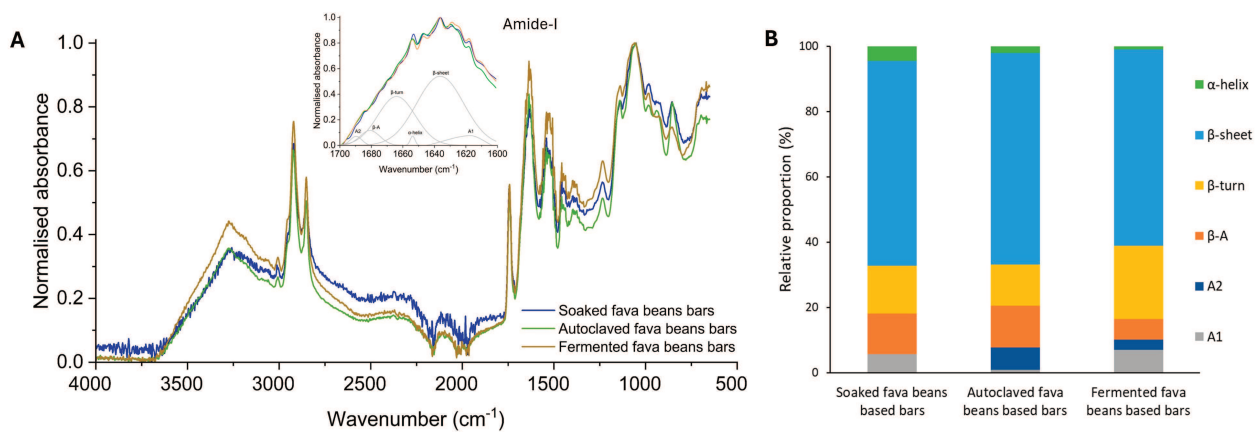 A
Normalised absorbance
1.0
0.8
0.6
0.4
0.2
0.0
4000 3500 3000 2500 2000 1500 1000 500
Wavenumber (cm-1)
Soaked fava beans bars
Autoclaved fava beans bars
Fermented fava beans bars
Amide-I
Normalised absorbance
1.0
0.8
0.6
0.4
0.2
0.0
A2
β-A
β-turn
α-helix
β-sheet
A1
1700 1680 1660 1640 1620 1600
Wavenumber (cm-1)
B
Relative proportion (%)
100
80
60
40
20
0
Soaked fava beans
based bars
Autoclaved fava
beans based bars
Fermented fava
beans based bars
α-helix
β-sheet
β-turn
β-A
A2
A1